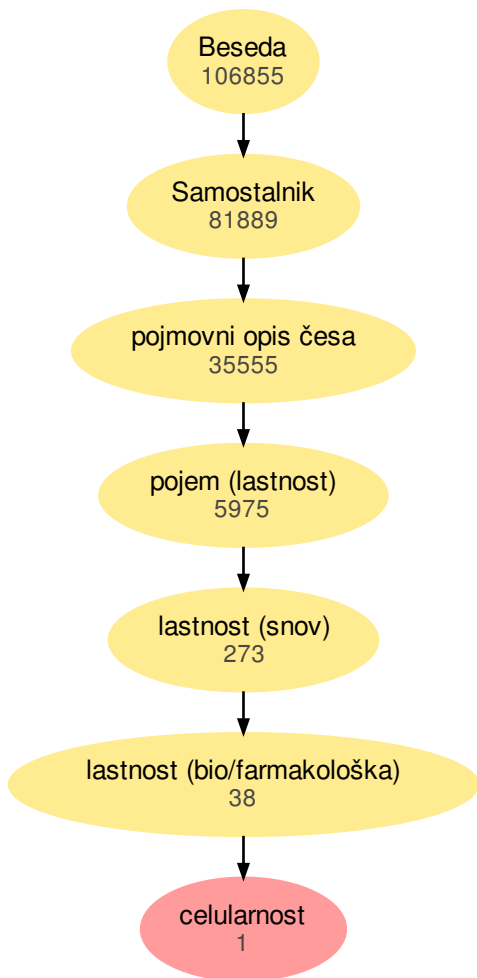 Beseda
106855
Samostalnik
81889
pojmovni opis česa
35555
pojem (lastnost)
5975
lastnost (snov)
273
lastnost (bio/farmakološka)
38
celularnost
1